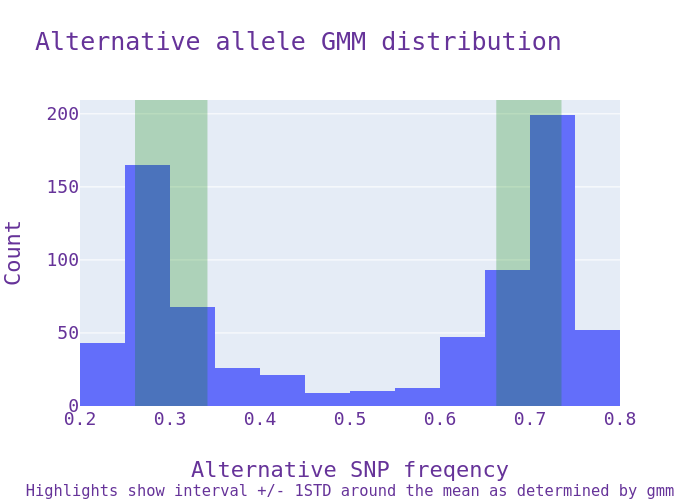 Alternative allele GMM distribution
200
150
100
50
0
Count
0.2 0.3 0.4 0.5 0.6 0.7 0.8
Alternative SNP freqency
Highlights show interval +/- 1STD around the mean as determined by gmm